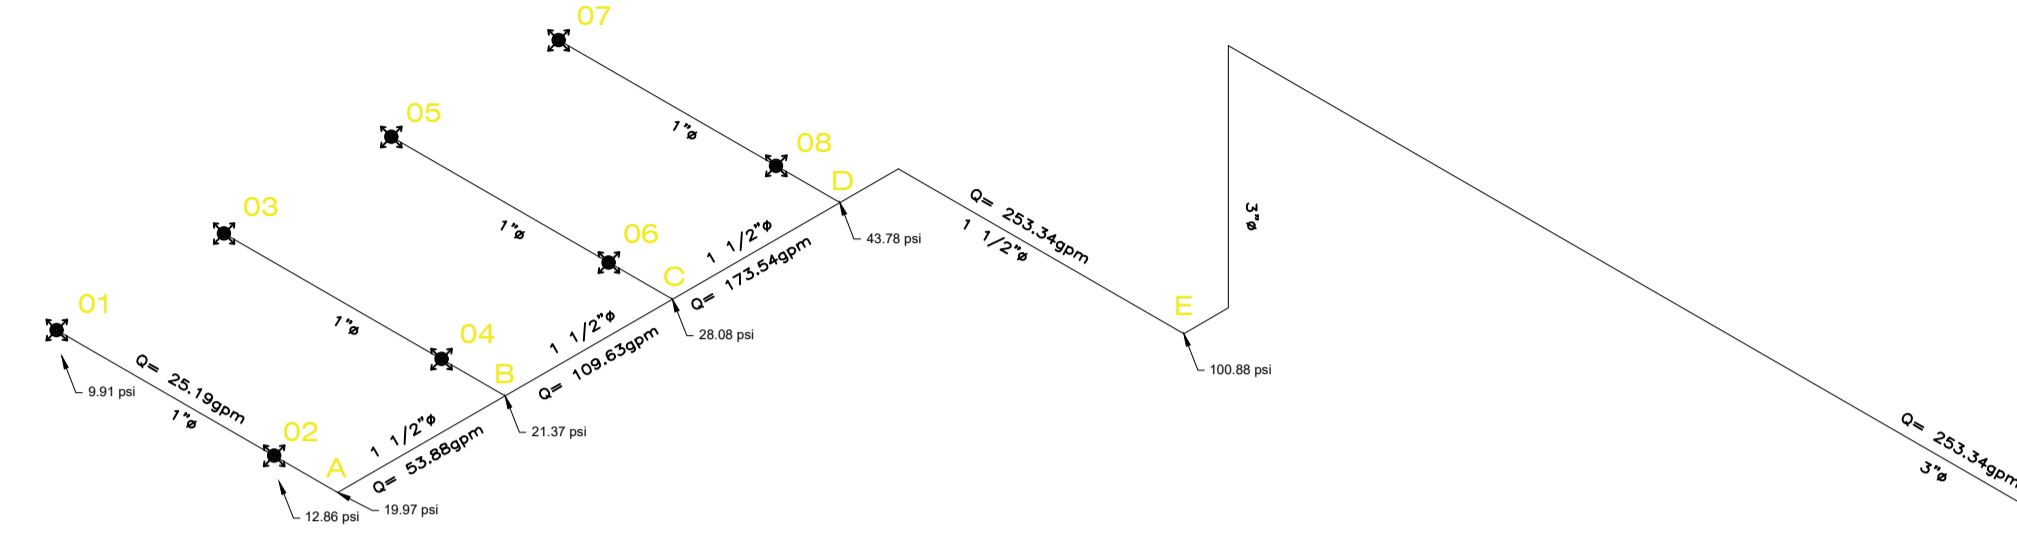 07
1"ø
08
D
43.78 psi
05
1"ø
06
C
28.08 psi
1 1/2"ø
Q= 173.54gpm
03
1"ø
04
B
21.37 psi
1 1/2"ø
Q= 109.63gpm
01
9.91 psi
Q= 25.19gpm
1"ø
02
12.86 psi
A
19.97 psi
1 1/2"ø
Q= 53.88gpm
Q= 253.34gpm
1 1/2"ø
E
100.88 psi
3"ø
Q= 253.34gpm
3"ø